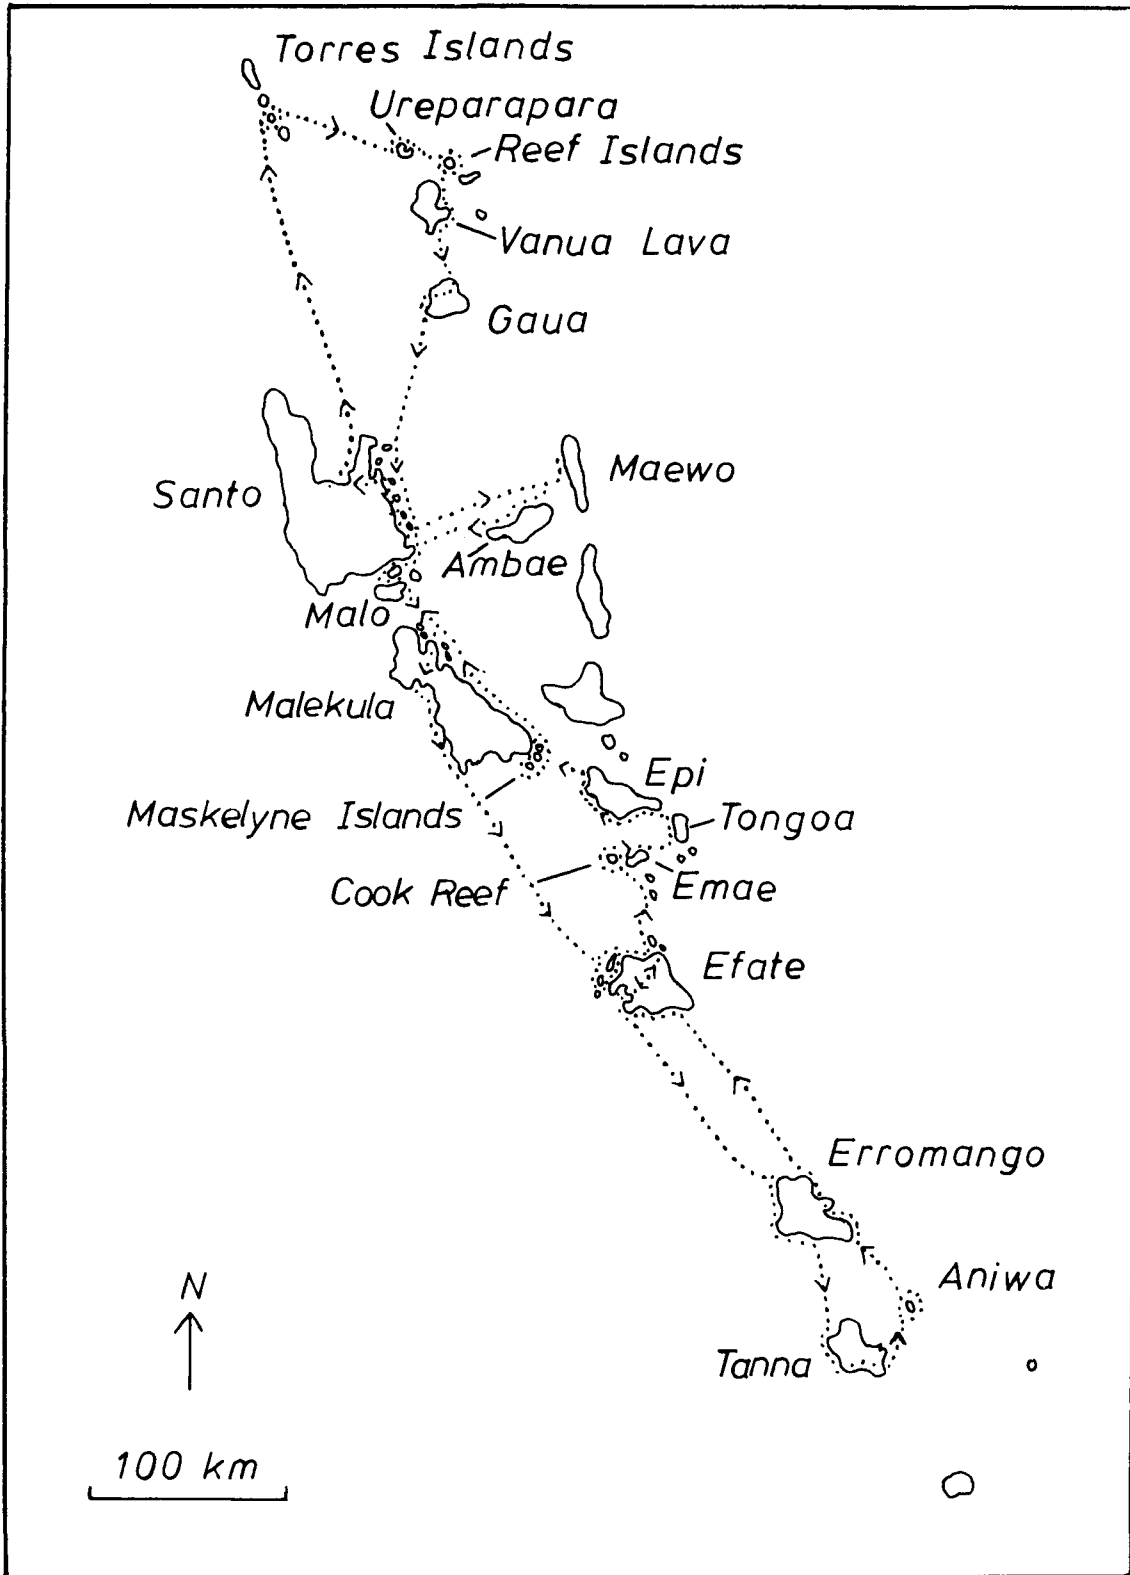 Torres Islands
Ureparapara
Reef Islands
Vanua Lava
Gaua
Maewo
Santo
Ambae
Malo
Malekula
Epi
Maskelyne Islands
Tongoa
Cook Reef
Emae
Efate
Erromango
N
Aniwa
Tanna
100 km